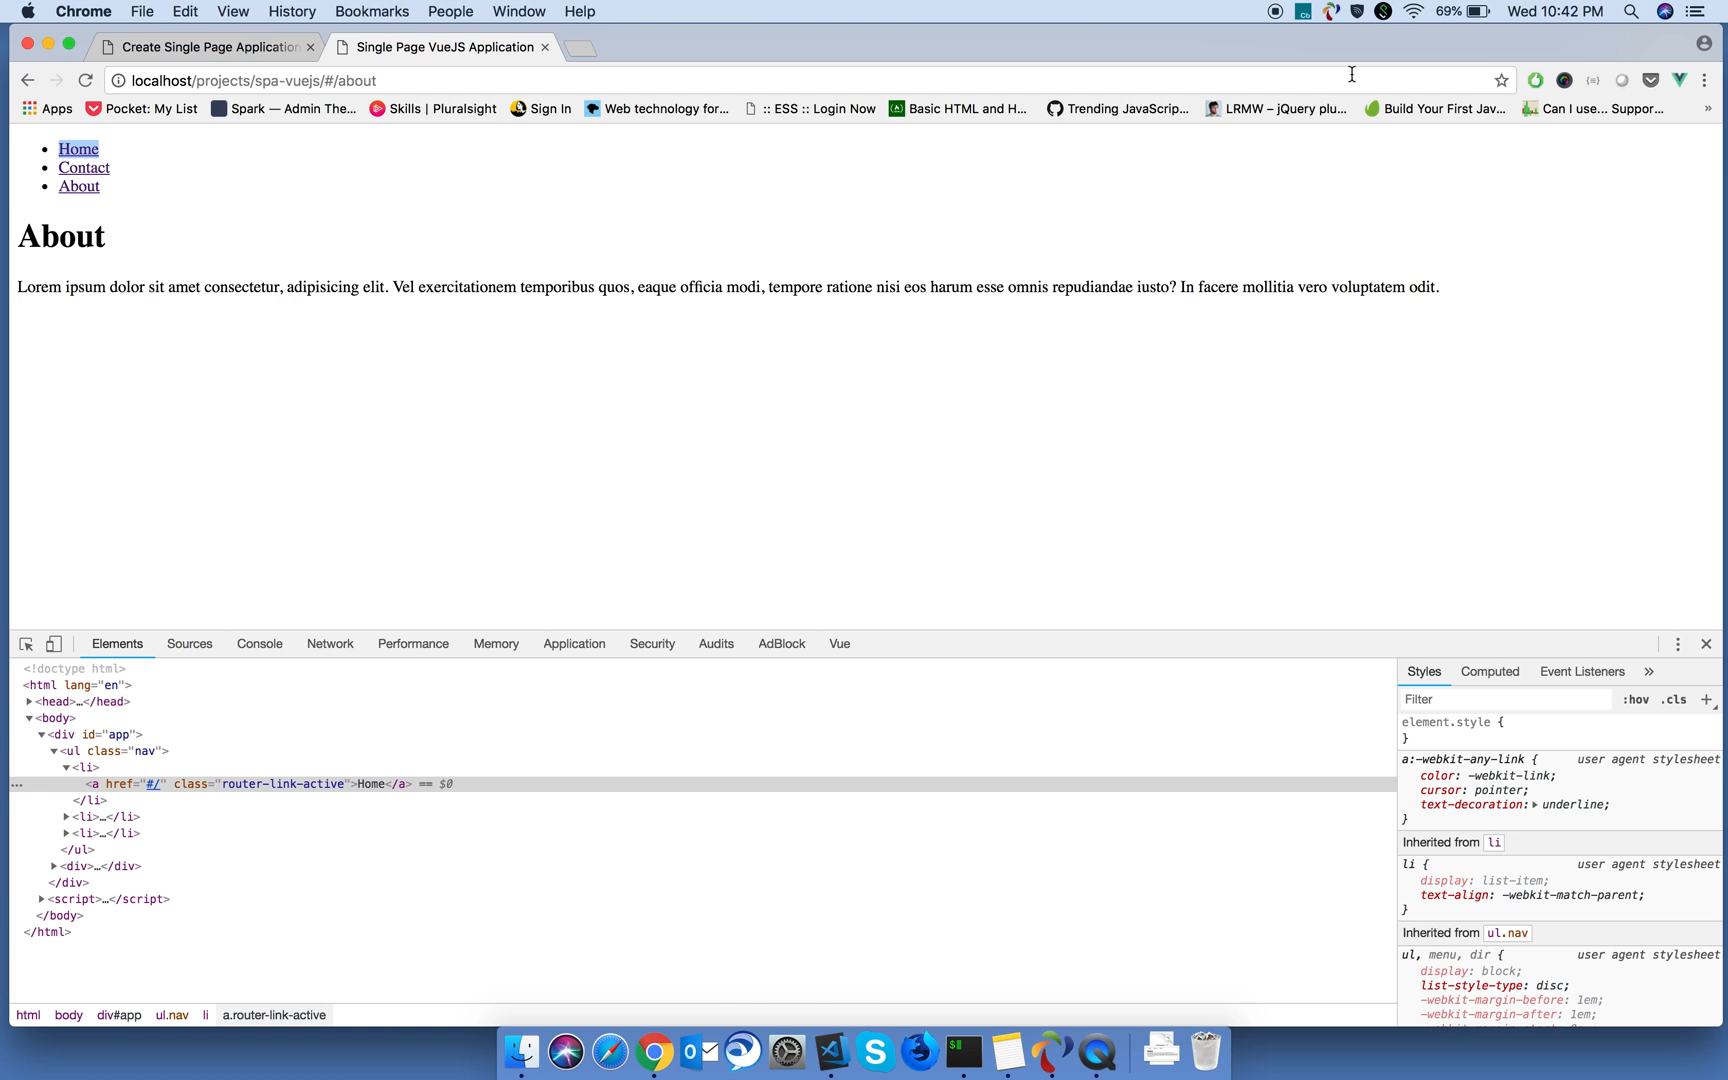 Chrome File Edit View History Bookmarks People Window Help 69% Wed 10:42 PM
Create Single Page Application Single Page VueJS Application
localhost/projects/spa-vuejs/#/about
Apps Pocket: My List Spark — Admin The... Skills | Pluralsight Sign In Web technology for... :: ESS :: Login Now Basic HTML and H... Trending JavaScrip... LRMW – jQuery plu... Build Your First Jav... Can I use... Suppor... »
Home
Contact
About
About
Lorem ipsum dolor sit amet consectetur, adipisicing elit. Vel exercitationem temporibus quos, eaque officia modi, tempore ratione nisi eos harum esse omnis repudiandae iusto? In facere mollitia vero voluptatem odit.
Elements Sources Console Network Performance Memory Application Security Audits AdBlock Vue
<!doctype html>
<html lang="en">
<head>…</head>
<body>
<div id="app">
<ul class="nav">
<li>
<a href="#/" class="router-link-active">Home</a> == $0
</li>
<li>…</li>
<li>…</li>
</ul>
<div>…</div>
</div>
<script>…</script>
</body>
</html>
html body div#app ul.nav li a.router-link-active
Styles Computed Event Listeners »
Filter :hov .cls +
element.style {
}
a:-webkit-any-link { user agent stylesheet
color: -webkit-link;
cursor: pointer;
text-decoration: underline;
}
Inherited from li
li { user agent stylesheet
display: list-item;
text-align: -webkit-match-parent;
}
Inherited from ul.nav
ul, menu, dir { user agent stylesheet
display: block;
list-style-type: disc;
-webkit-margin-before: 1em;
-webkit-margin-after: 1em;